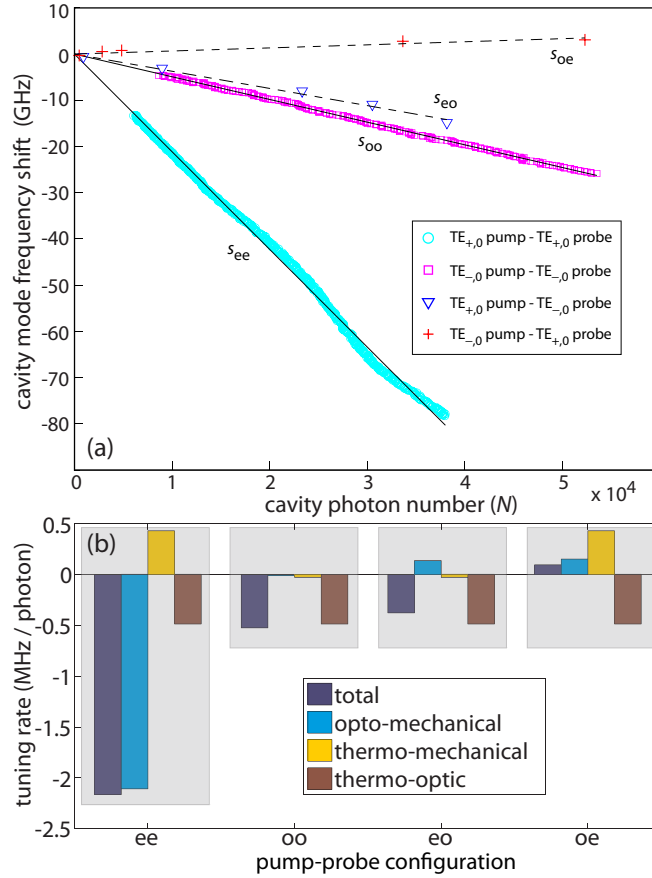 10
0
-10
-20
-30
-40
-50
-60
-70
-80
cavity mode frequency shift (GHz)
s_oe
s_eo
s_oo
s_ee
TE+,0 pump - TE+,0 probe
TE−,0 pump - TE−,0 probe
TE+,0 pump - TE−,0 probe
TE−,0 pump - TE+,0 probe
(a)
0 1 2 3 4 5
cavity photon number (N) x 10^4
(b)
0.5
0
-0.5
-1
-1.5
-2
-2.5
tuning rate (MHz / photon)
total
opto-mechanical
thermo-mechanical
thermo-optic
ee oo eo oe
pump-probe configuration